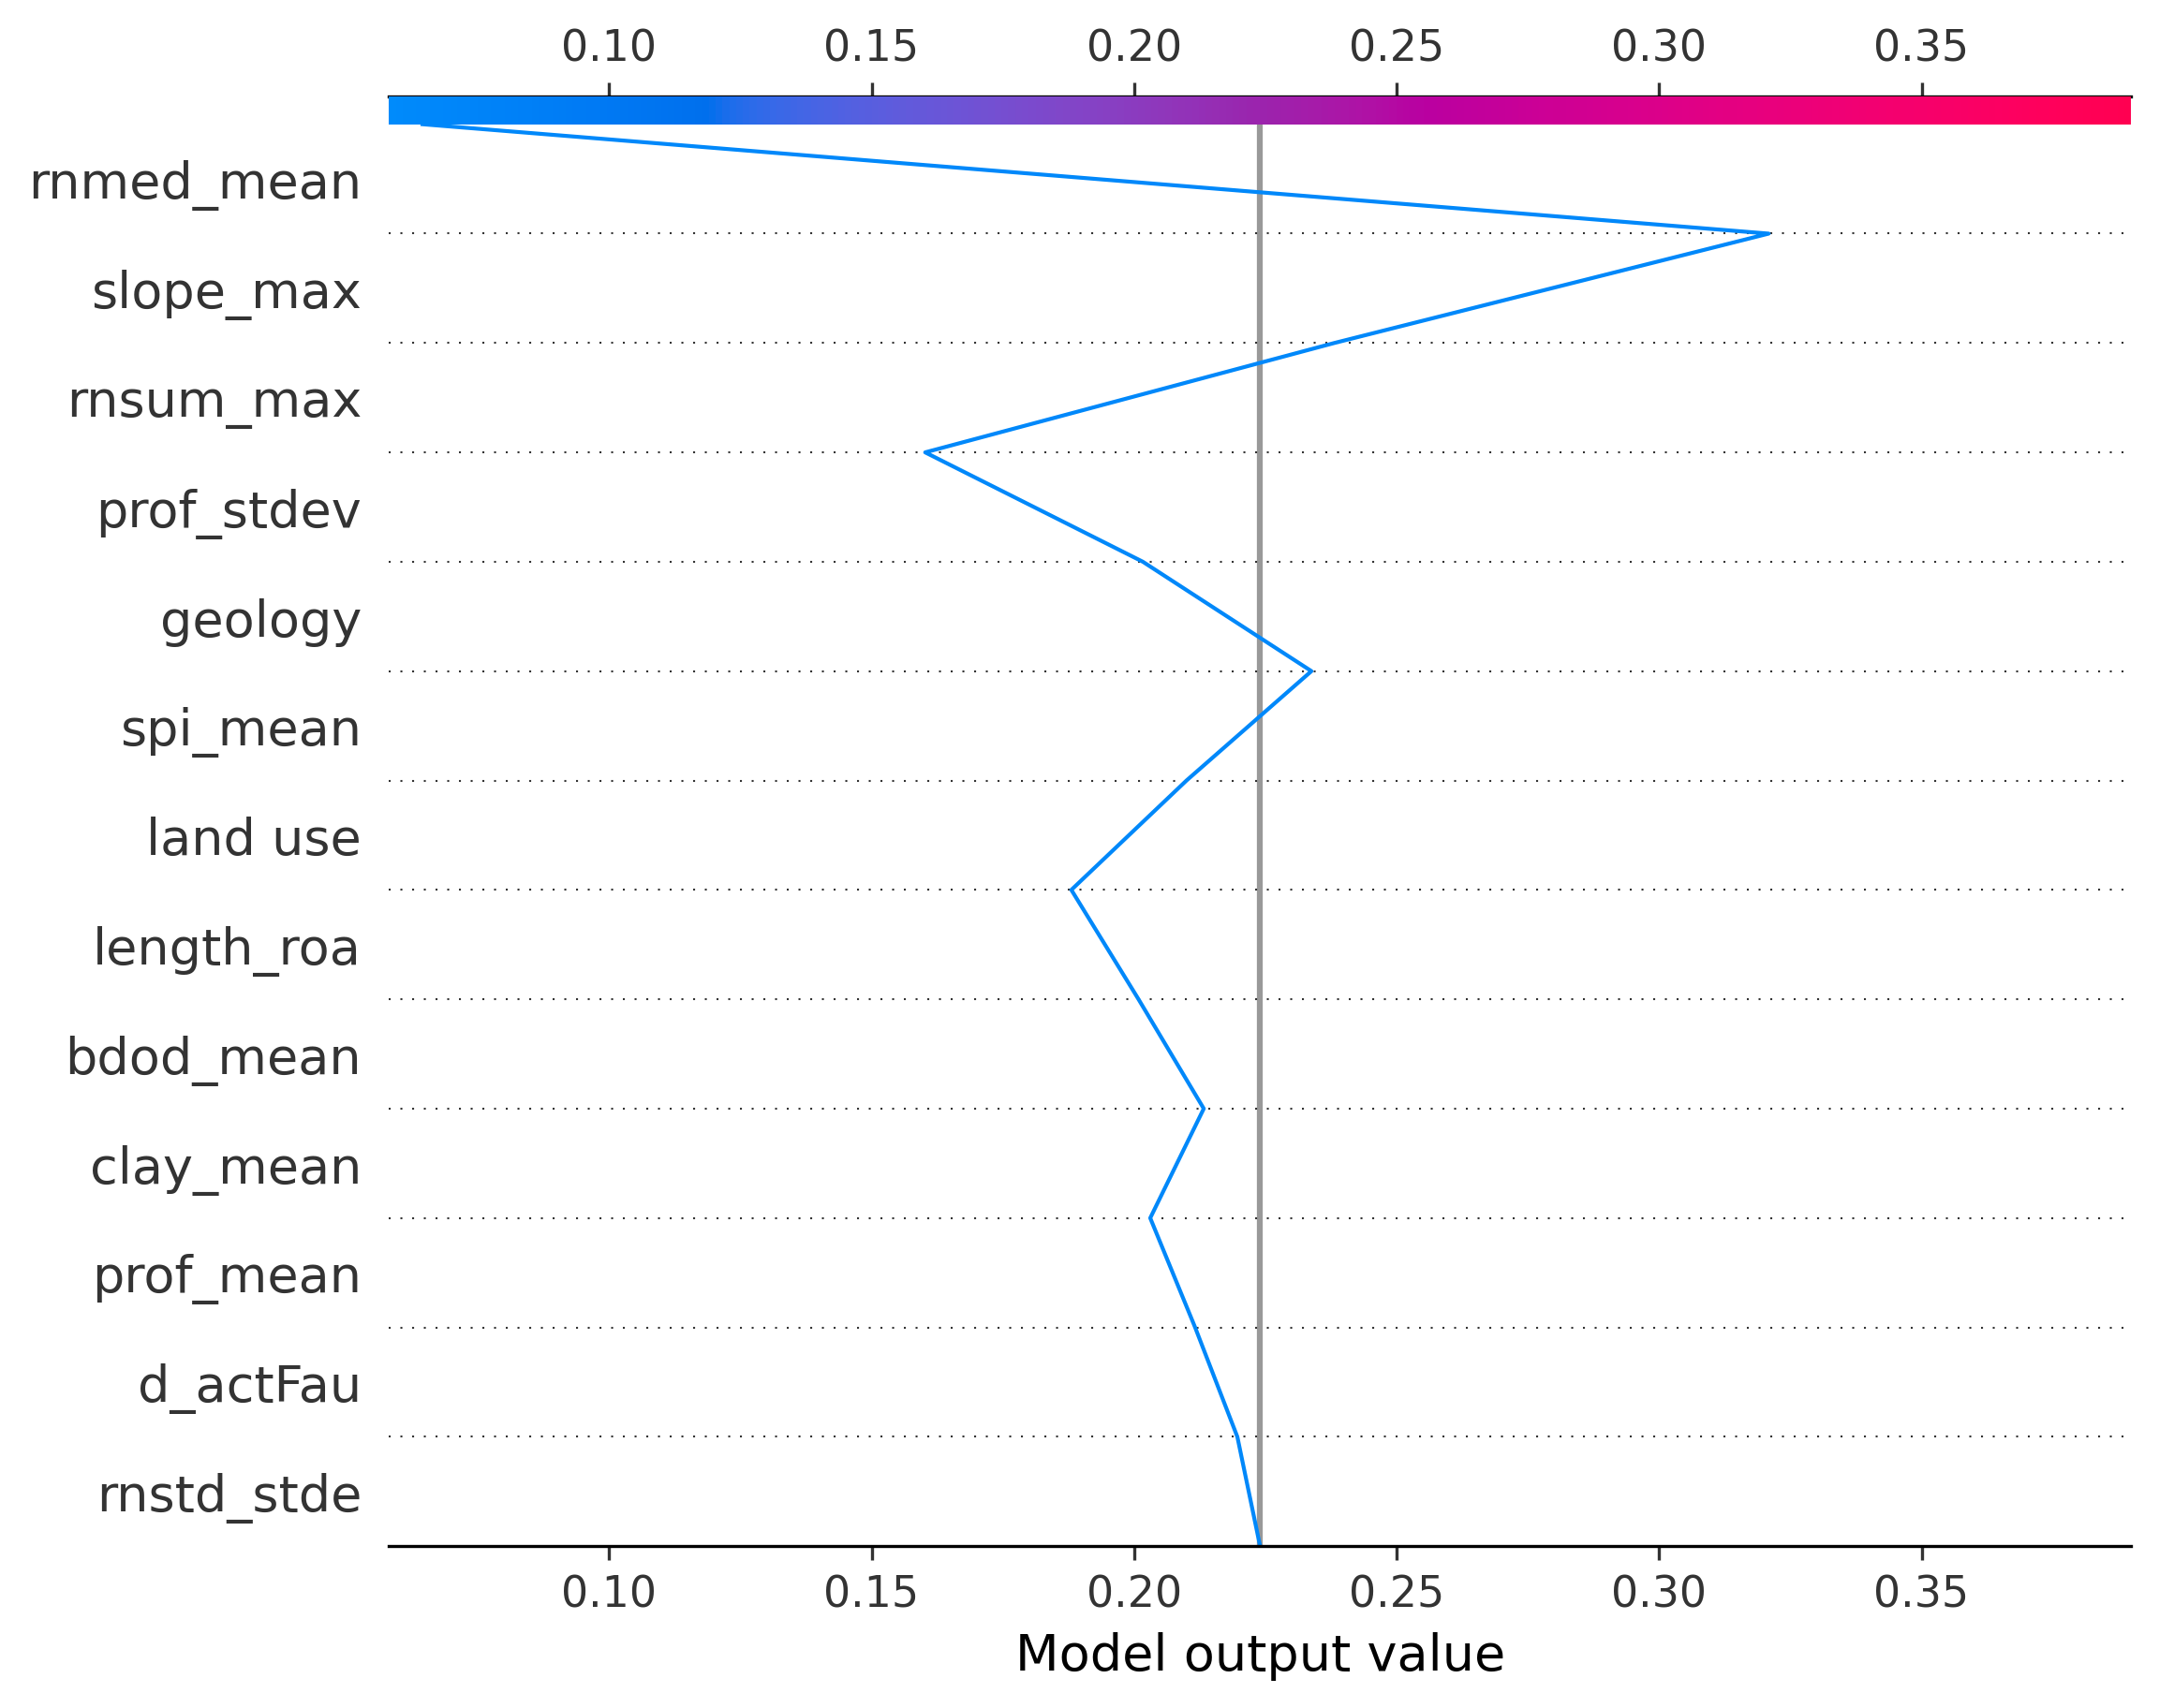 0.10 0.15 0.20 0.25 0.30 0.35
rnmed_mean
slope_max
rnsum_max
prof_stdev
geology
spi_mean
land use
length_roa
bdod_mean
clay_mean
prof_mean
d_actFau
rnstd_stde
0.10 0.15 0.20 0.25 0.30 0.35
Model output value